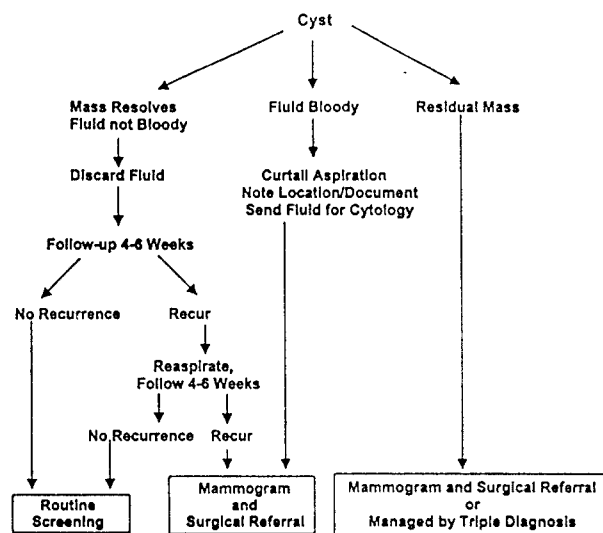 Cyst
Mass Resolves
Fluid not Bloody
Fluid Bloody
Residual Mass
Discard Fluid
Curtail Aspiration
Note Location/Document
Send Fluid for Cytology
Follow-up 4-6 Weeks
No Recurrence
Recur
Reaspirate,
Follow 4-6 Weeks
No Recurrence
Recur
Routine
Screening
Mammogram
and
Surgical Referral
Mammogram and Surgical Referral
or
Managed by Triple Diagnosis